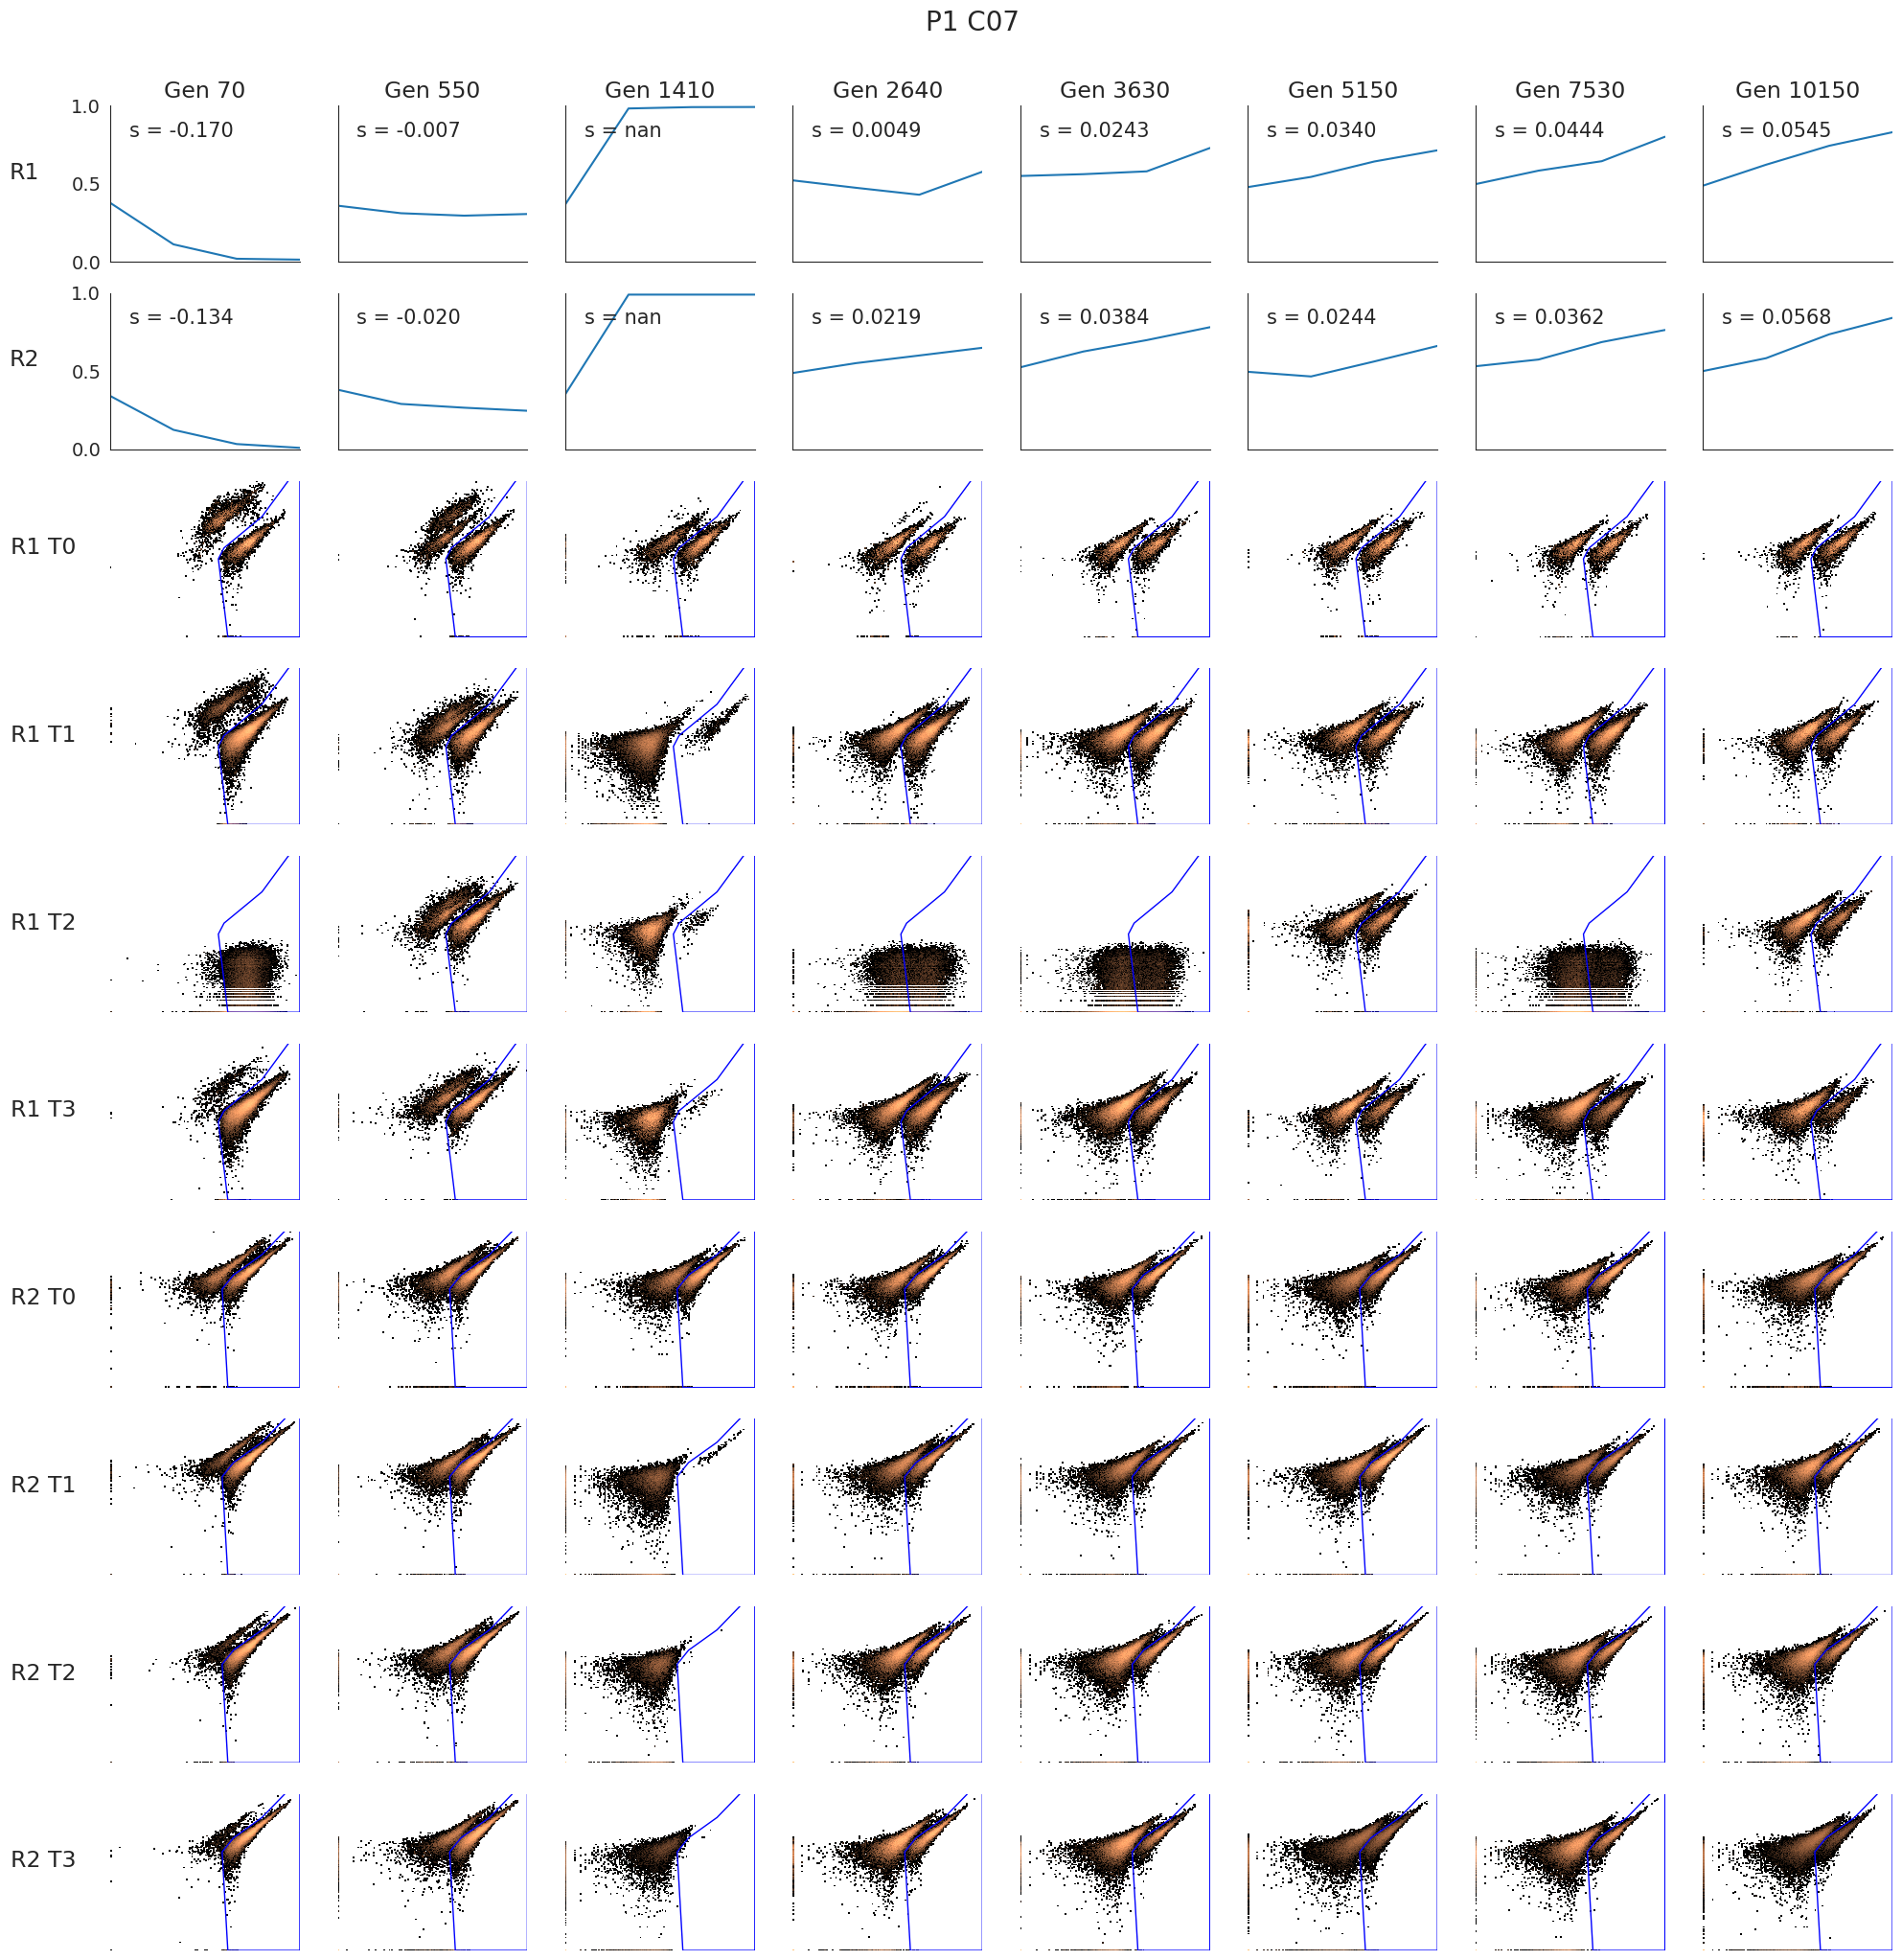 P1 C07
Gen 70 Gen 550 Gen 1410 Gen 2640 Gen 3630 Gen 5150 Gen 7530 Gen 10150
1.0
s = -0.170 s = -0.007 s = nan s = 0.0049 s = 0.0243 s = 0.0340 s = 0.0444 s = 0.0545
R1
0.5
0.0
1.0
s = -0.134 s = -0.020 s = nan s = 0.0219 s = 0.0384 s = 0.0244 s = 0.0362 s = 0.0568
R2
0.5
0.0
R1 T0
R1 T1
R1 T2
R1 T3
R2 T0
R2 T1
R2 T2
R2 T3